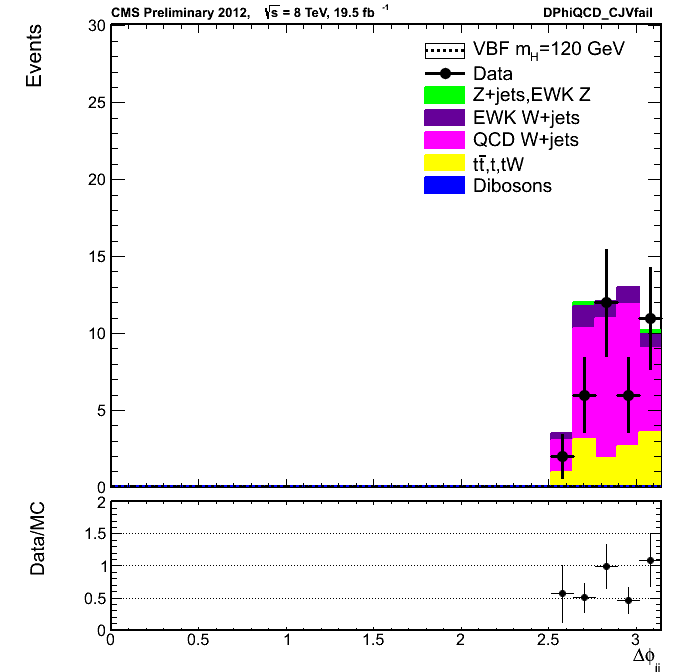 CMS Preliminary 2012, √s = 8 TeV, 19.5 fb⁻¹ DPhiQCD_CJVfail
Events
30
25
20
15
10
5
0
VBF m_H=120 GeV
Data
Z+jets,EWK Z
EWK W+jets
QCD W+jets
tt̄,t,tW
Dibosons
Data/MC
2
1.5
1
0.5
0
0 0.5 1 1.5 2 2.5 3
Δϕ_jj